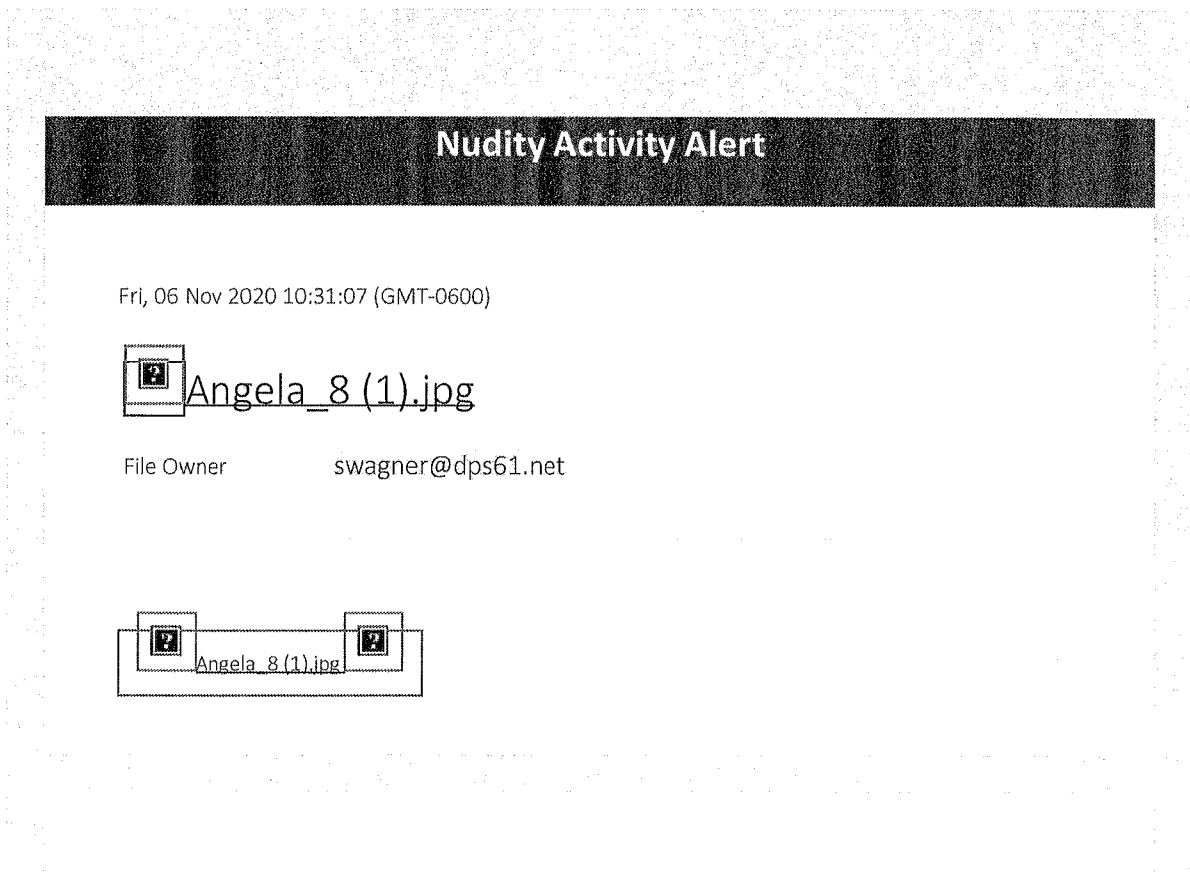 Nudity Activity Alert
Fri, 06 Nov 2020 10:31:07 (GMT-0600)
Angela_8 (1).jpg
File Owner swagner@dps61.net
Angela_8 (1).jpg